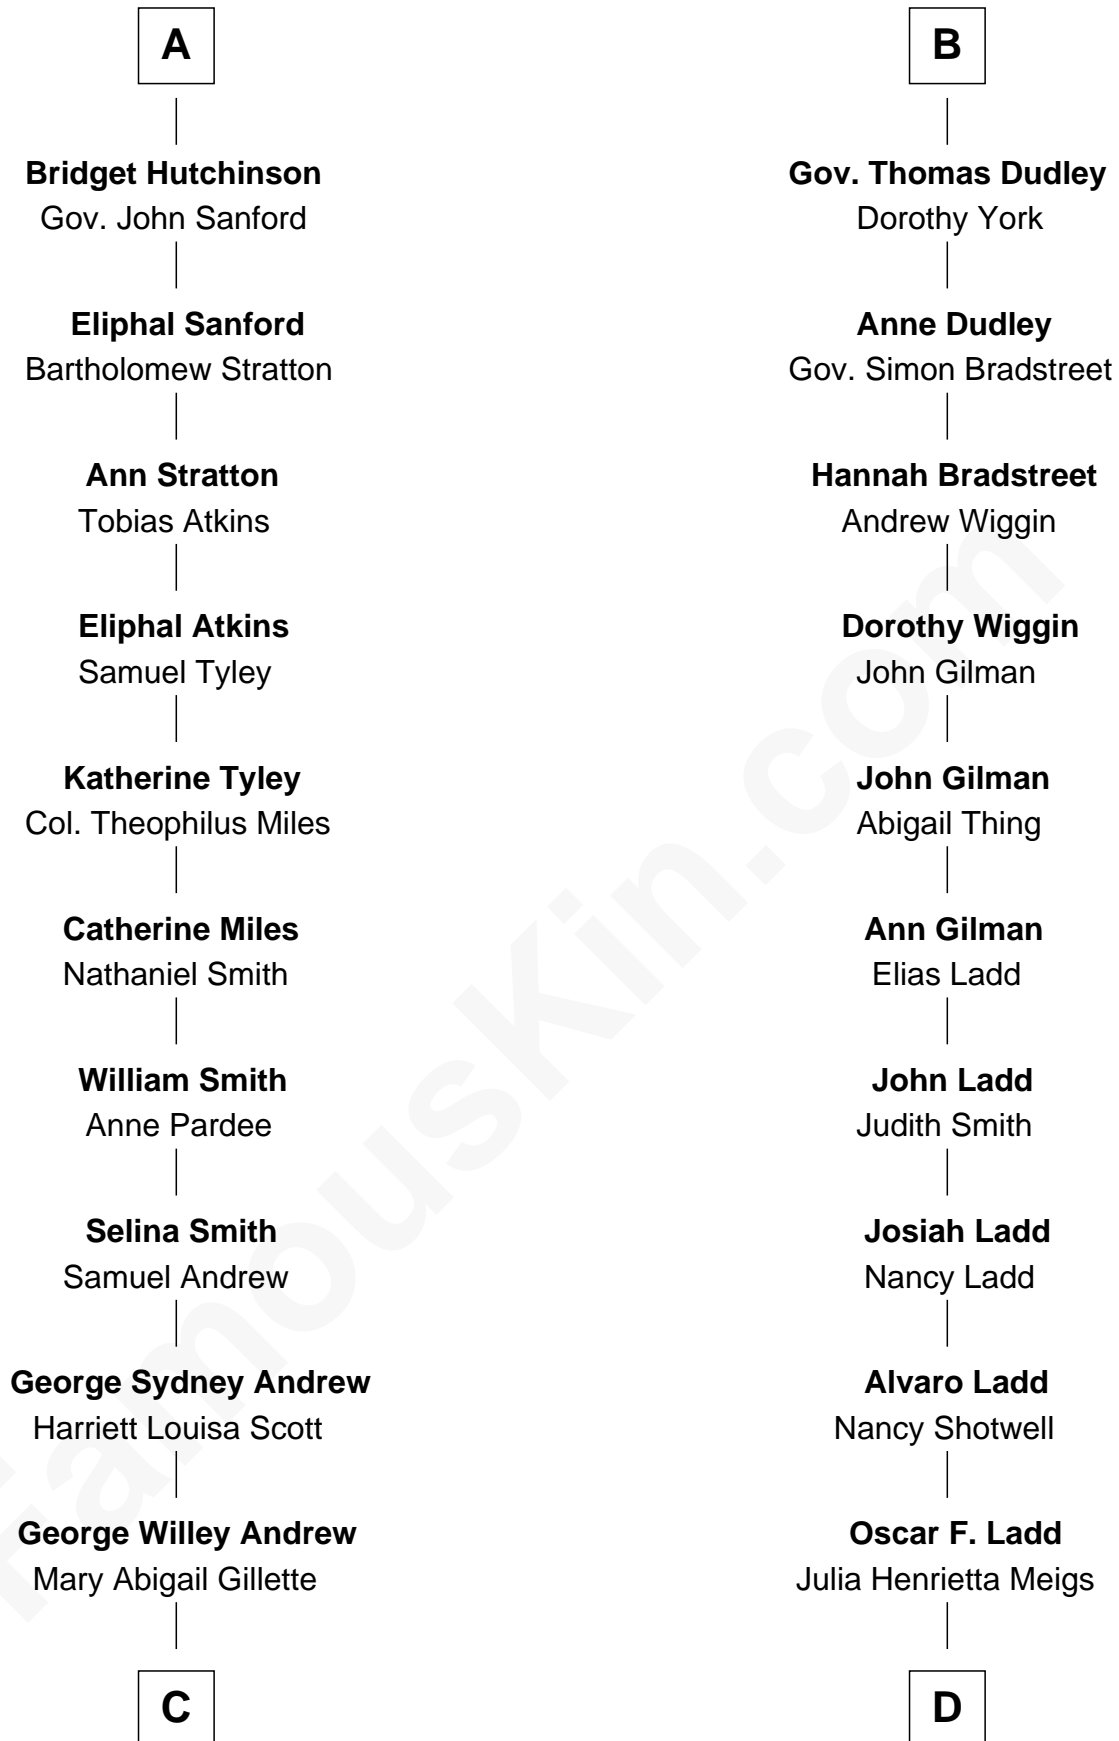 A
Bridget Hutchinson
Gov. John Sanford
Eliphal Sanford
Bartholomew Stratton
Ann Stratton
Tobias Atkins
Eliphal Atkins
Samuel Tyley
Katherine Tyley
Col. Theophilus Miles
Catherine Miles
Nathaniel Smith
William Smith
Anne Pardee
Selina Smith
Samuel Andrew
George Sydney Andrew
Harriett Louisa Scott
George Willey Andrew
Mary Abigail Gillette
C
B
Gov. Thomas Dudley
Dorothy York
Anne Dudley
Gov. Simon Bradstreet
Hannah Bradstreet
Andrew Wiggin
Dorothy Wiggin
John Gilman
John Gilman
Abigail Thing
Ann Gilman
Elias Ladd
John Ladd
Judith Smith
Josiah Ladd
Nancy Ladd
Alvaro Ladd
Nancy Shotwell
Oscar F. Ladd
Julia Henrietta Meigs
D
FamousKin.com